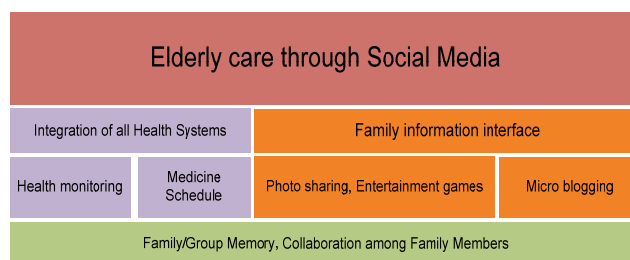 Elderly care through Social Media
Integration of all Health Systems
Family information interface
Health monitoring
Medicine
Schedule
Photo sharing, Entertainment games
Micro blogging
Family/Group Memory, Collaboration among Family Members